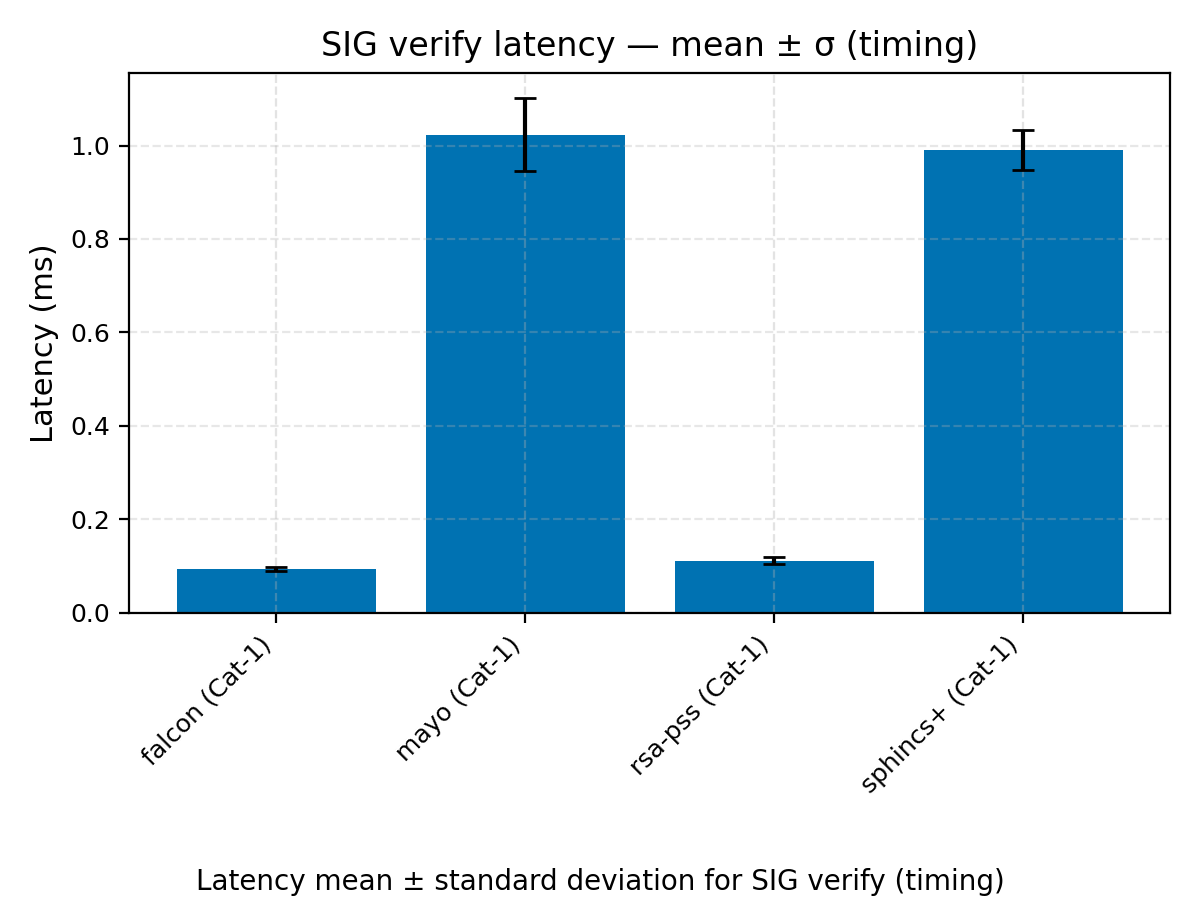 SIG verify latency — mean ± σ (timing)
Latency (ms)
1.0
0.8
0.6
0.4
0.2
0.0
falcon (Cat-1)
mayo (Cat-1)
rsa-pss (Cat-1)
sphincs+ (Cat-1)
Latency mean ± standard deviation for SIG verify (timing)